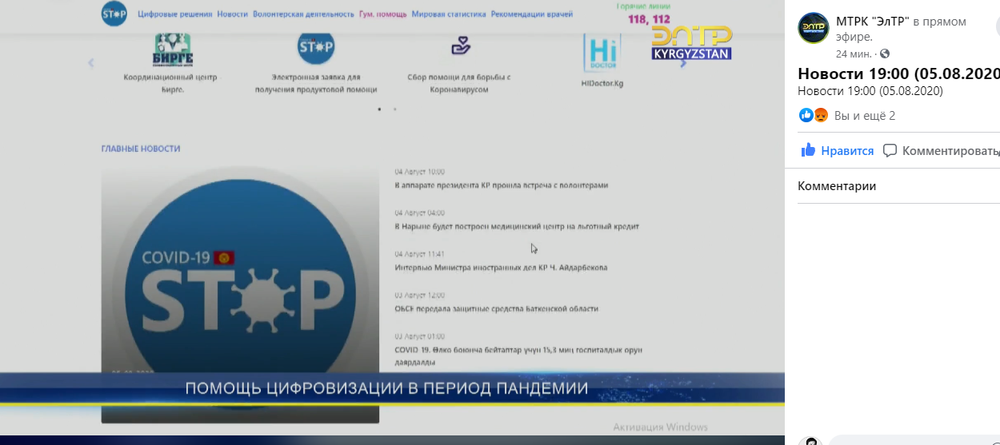 STOP
Цифровые решения Новости Волонтерская деятельность Гум. помощь Мировая статистика Рекомендации врачей
Горячие линии
118, 112
ЭЛТР
KYRGYZSTAN
БИРГЕ
STOP
Hi
DOCTOR
Координационный центр
Бирге.
Электронная заявка для
получения продуктовой помощи
Сбор помощи для борьбы с
Коронавирусом
HIDoctor.Kg
ГЛАВНЫЕ НОВОСТИ
04 Август 10:00
В аппарате президента КР прошла встреча с волонтерами
04 Август 04:00
В Нарыне будет построен медицинский центр на льготный кредит
04 Август 11:41
Интервью Министра иностранных дел КР Ч. Айдарбекова
03 Август 12:00
ОБСЕ передала защитные средства Баткенской области
03 Август 01:00
COVID 19. Өлкө боюнча бейтаптар үчүн 15,3 миң госпиталдык орун
даярдалды
COVID-19
STOP
ПОМОЩЬ ЦИФРОВИЗАЦИИ В ПЕРИОД ПАНДЕМИИ
Активация Windows
ЭЛТР
МТРК "ЭлТР" в прямом
эфире.
24 мин. ·
Новости 19:00 (05.08.2020
Новости 19:00 (05.08.2020)
Вы и ещё 2
Нравится Комментировать
Комментарии